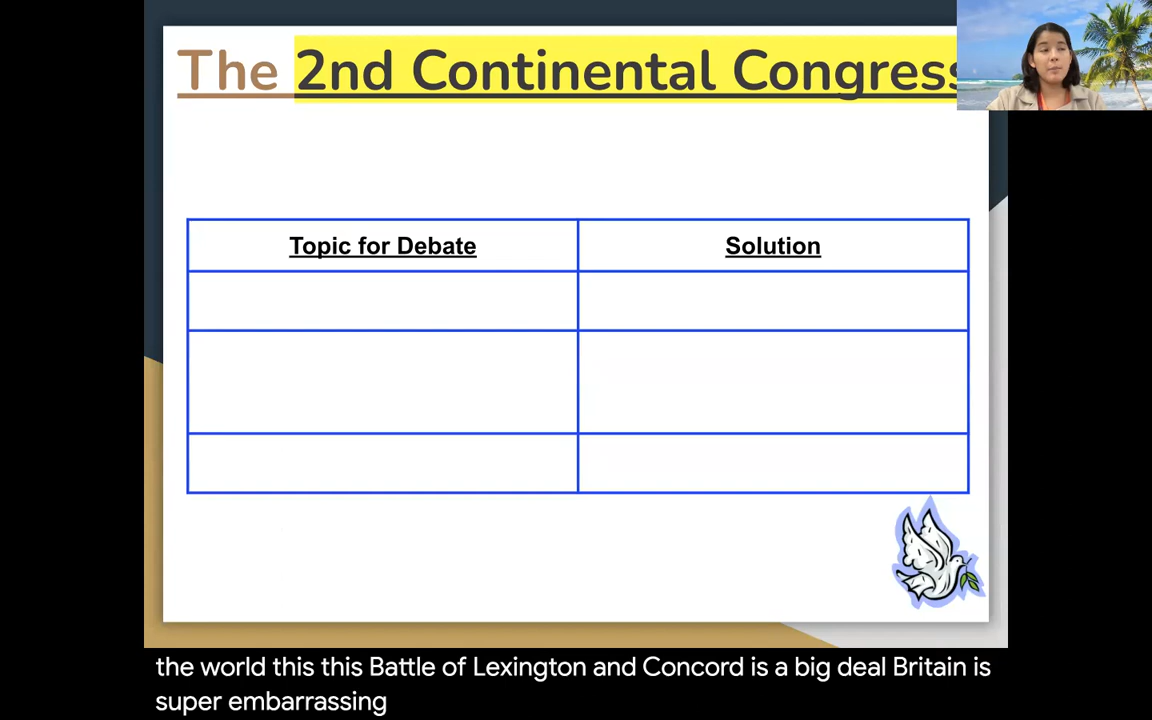 The 2nd Continental Congress
Topic for Debate
Solution
the world this this Battle of Lexington and Concord is a big deal Britain is
super embarrassing